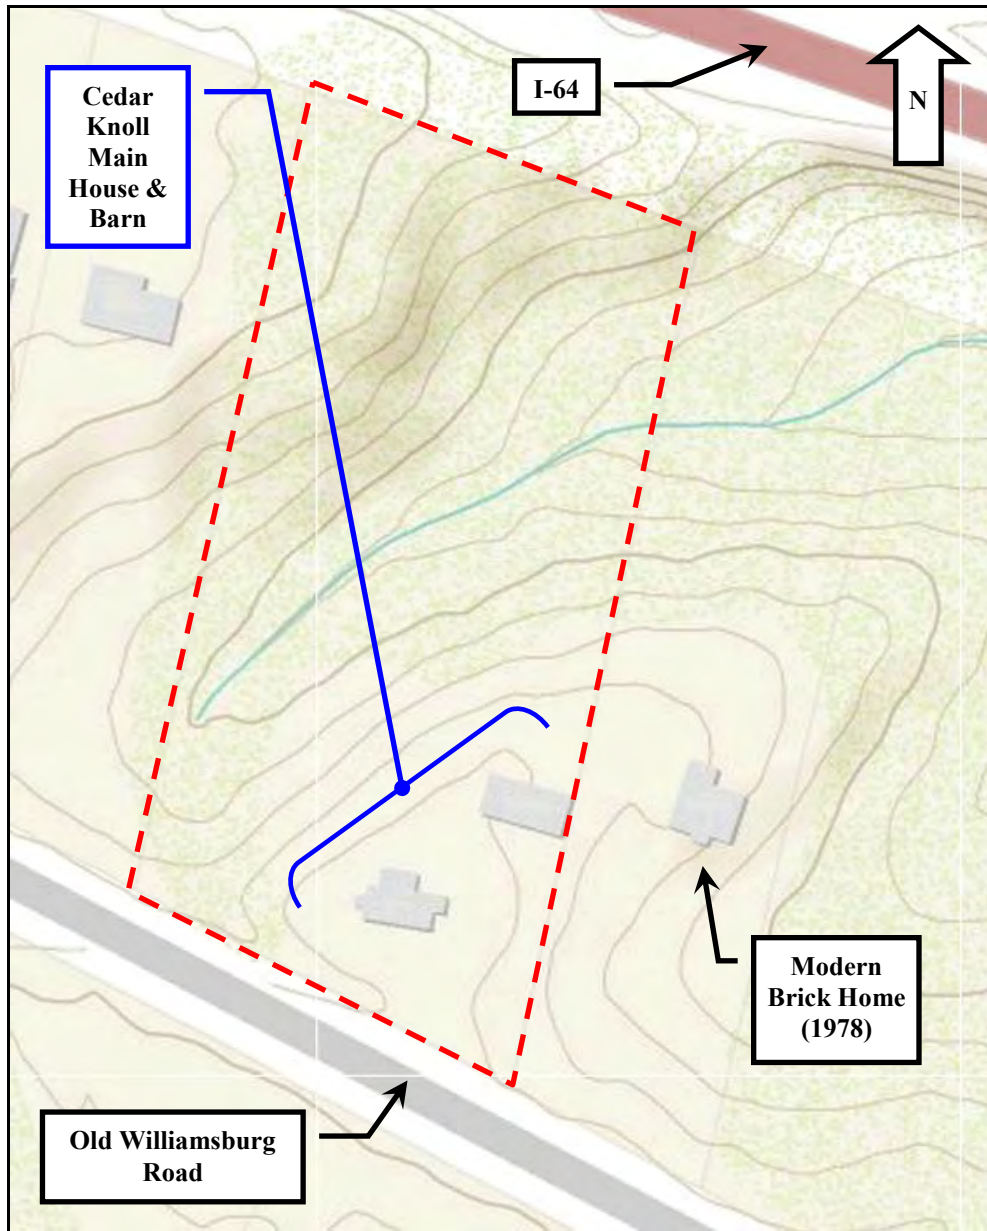 Cedar
Knoll
Main
House &
Barn
I-64
N
Modern
Brick Home
(1978)
Old Williamsburg
Road